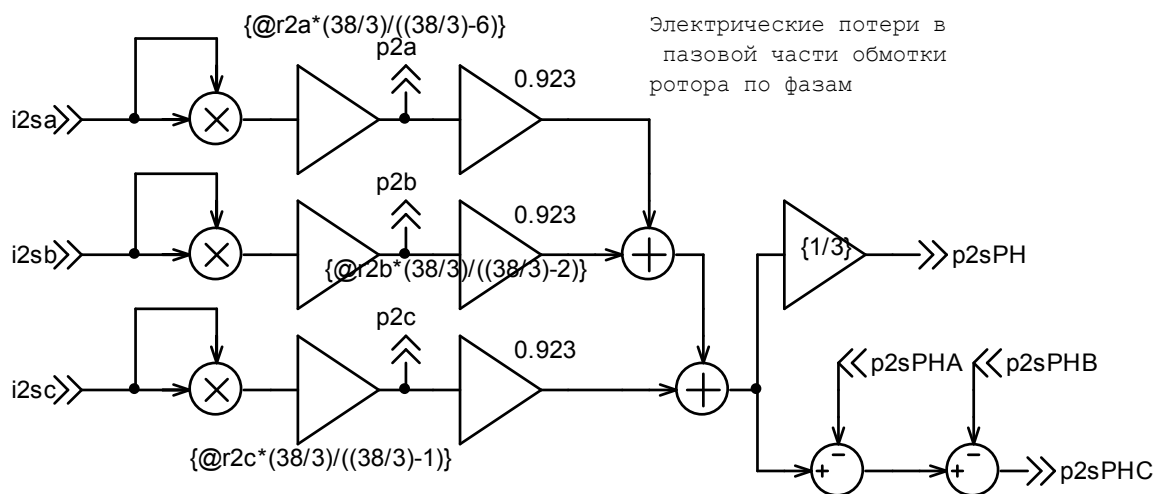 {@r2a*(38/3)/((38/3)-6)}
Электрические потери в
пазовой части обмотки
ротора по фазам
p2a
0.923
i2sa
p2b
0.923
i2sb
{@r2b*(38/3)/((38/3)-2)}
{1/3}
p2sPH
p2c
0.923
p2sPHA
p2sPHB
i2sc
{@r2c*(38/3)/((38/3)-1)}
p2sPHC